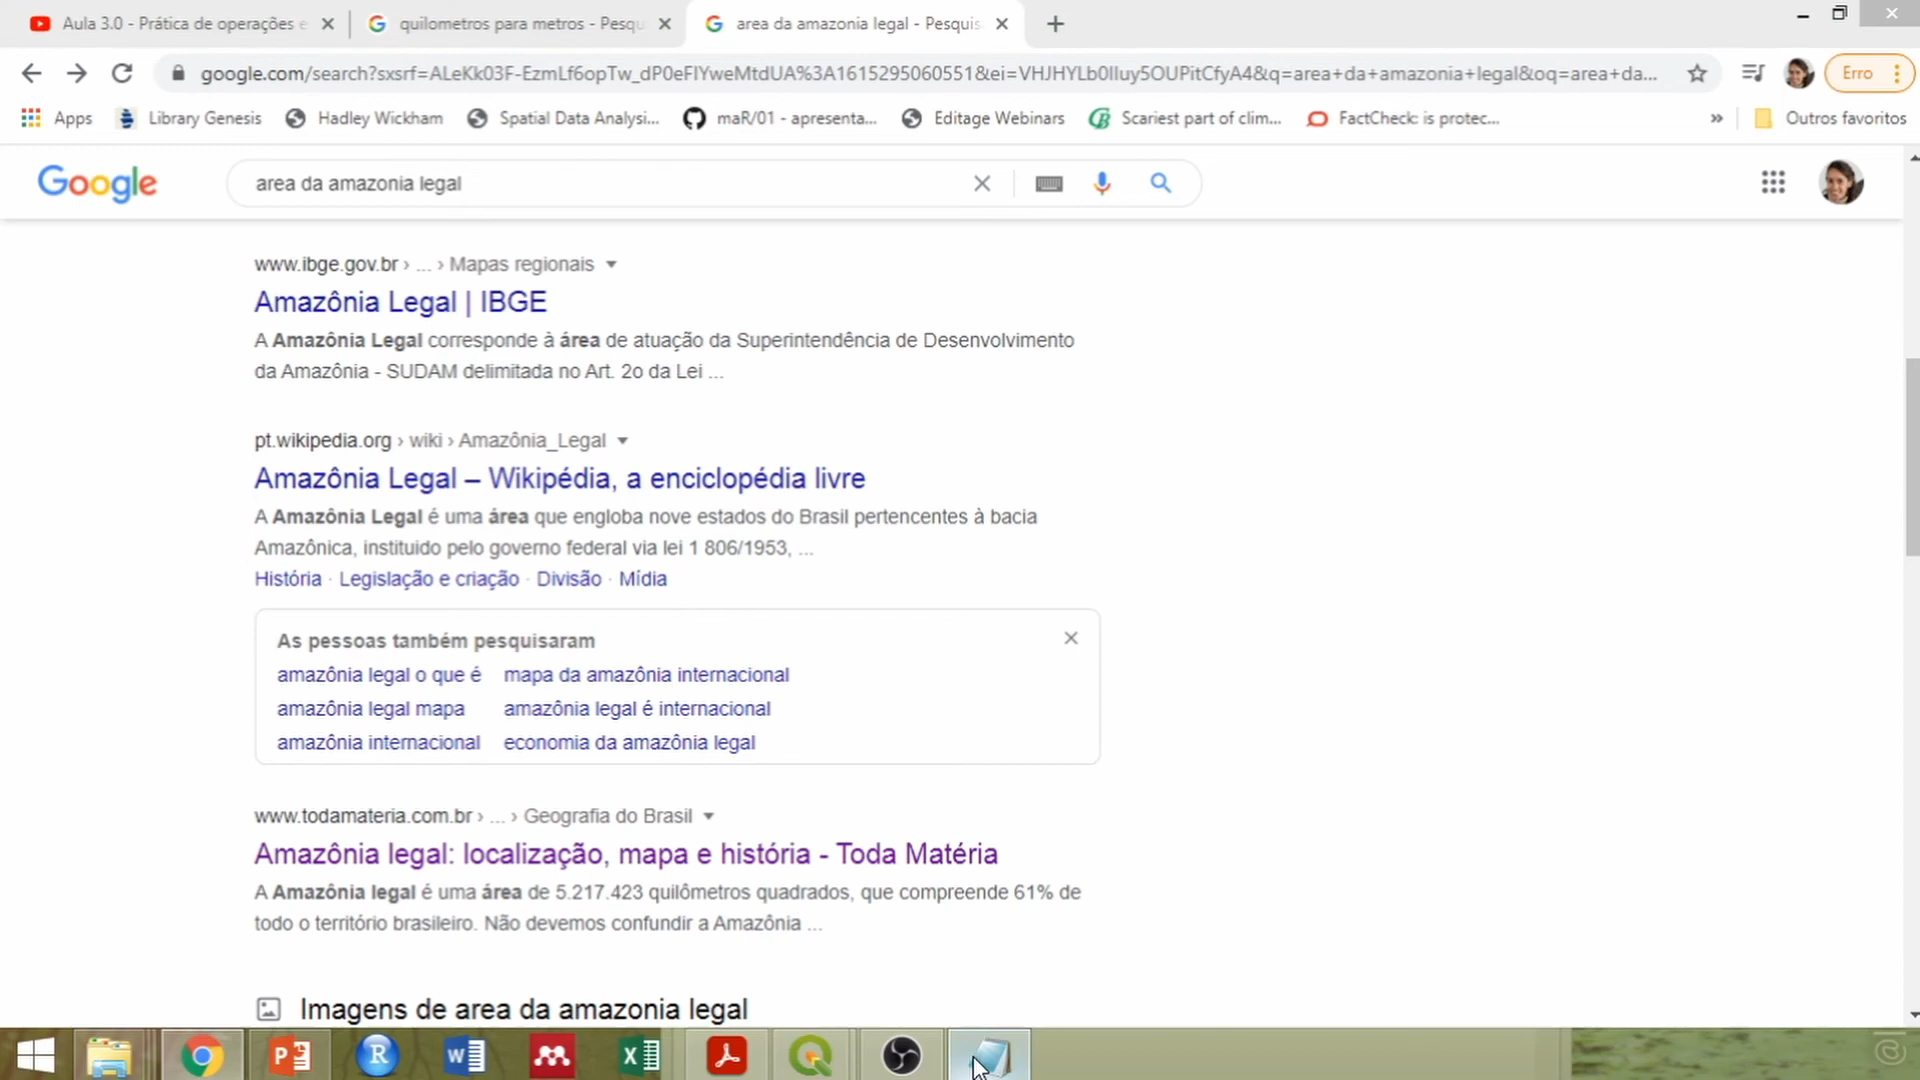 Aula 3.0 - Prática de operações e
quilometros para metros - Pesqu
area da amazonia legal - Pesquis
google.com/search?sxsrf=ALeKk03F-EzmLf6opTw_dP0eFIYweMtdUA%3A1615295060551&ei=VHJHYLb0Iluy5OUPitCfyA4&q=area+da+amazonia+legal&oq=area+da...
Erro
Apps
Library Genesis
Hadley Wickham
Spatial Data Analysi...
maR/01 - apresenta...
Editage Webinars
Scariest part of clim...
FactCheck: is protec...
»
Outros favoritos
Google
area da amazonia legal
www.ibge.gov.br › ... › Mapas regionais
Amazônia Legal | IBGE
A Amazônia Legal corresponde à área de atuação da Superintendência de Desenvolvimento
da Amazônia - SUDAM delimitada no Art. 2o da Lei ...
pt.wikipedia.org › wiki › Amazônia_Legal
Amazônia Legal – Wikipédia, a enciclopédia livre
A Amazônia Legal é uma área que engloba nove estados do Brasil pertencentes à bacia
Amazônica, instituido pelo governo federal via lei 1 806/1953, ...
História · Legislação e criação · Divisão · Mídia
As pessoas também pesquisaram
amazônia legal o que é
mapa da amazônia internacional
amazônia legal mapa
amazônia legal é internacional
amazônia internacional
economia da amazônia legal
www.todamateria.com.br › ... › Geografia do Brasil
Amazônia legal: localização, mapa e história - Toda Matéria
A Amazônia legal é uma área de 5.217.423 quilômetros quadrados, que compreende 61% de
todo o território brasileiro. Não devemos confundir a Amazônia ...
Imagens de area da amazonia legal